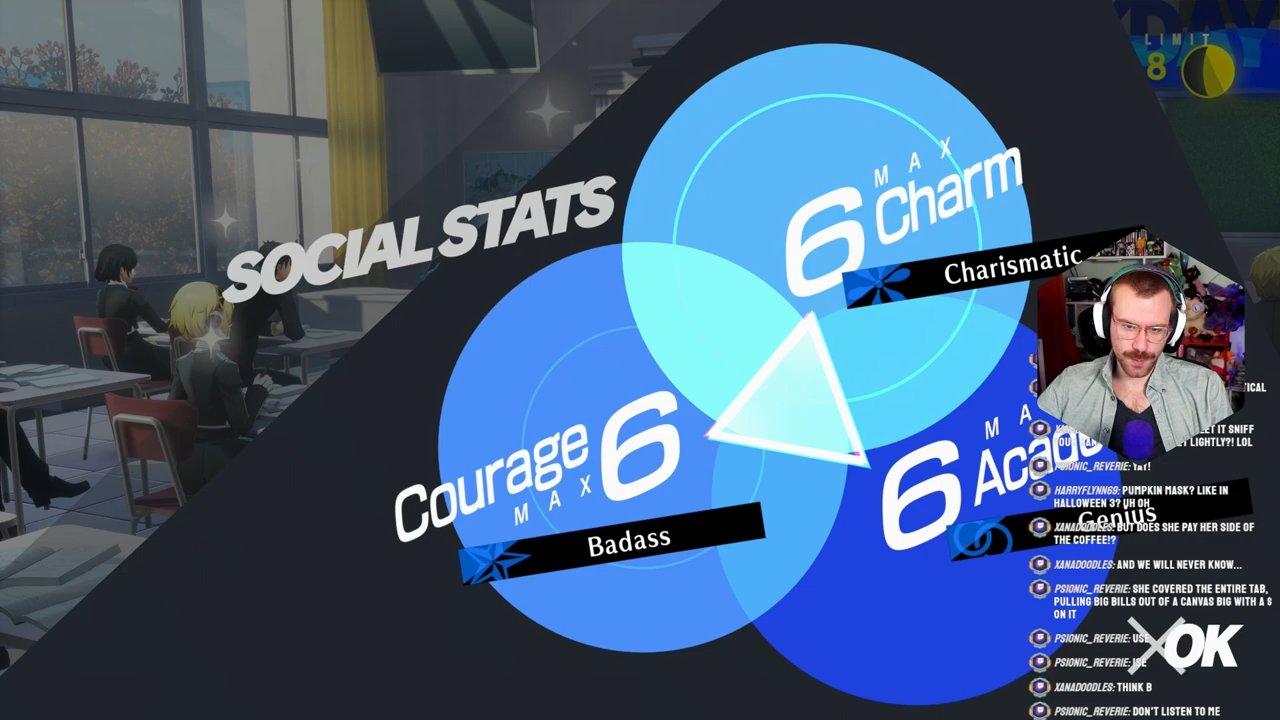 LIMIT
8
SOCIAL STATS
MAX
6 Charm
Charismatic
Courage 6
MAX
Badass
6
Genius
YAY!
HARRYFLYNN69: PUMPKIN MASK? LIKE IN
HALLOWEEN 3? UH OH
XANADOODLES: BUT DOES SHE PAY HER SIDE OF
THE COFFEE!?
XANADOODLES: AND WE WILL NEVER KNOW...
PSIONIC_REVERIE: SHE COVERED THE ENTIRE TAB,
PULLING BIG BILLS OUT OF A CANVAS BIG WITH A $
ON IT
PSIONIC_REVERIE: USE
PSIONIC_REVERIE: ISE
OK
XANADOODLES: THINK B
PSIONIC_REVERIE: DON'T LISTEN TO ME